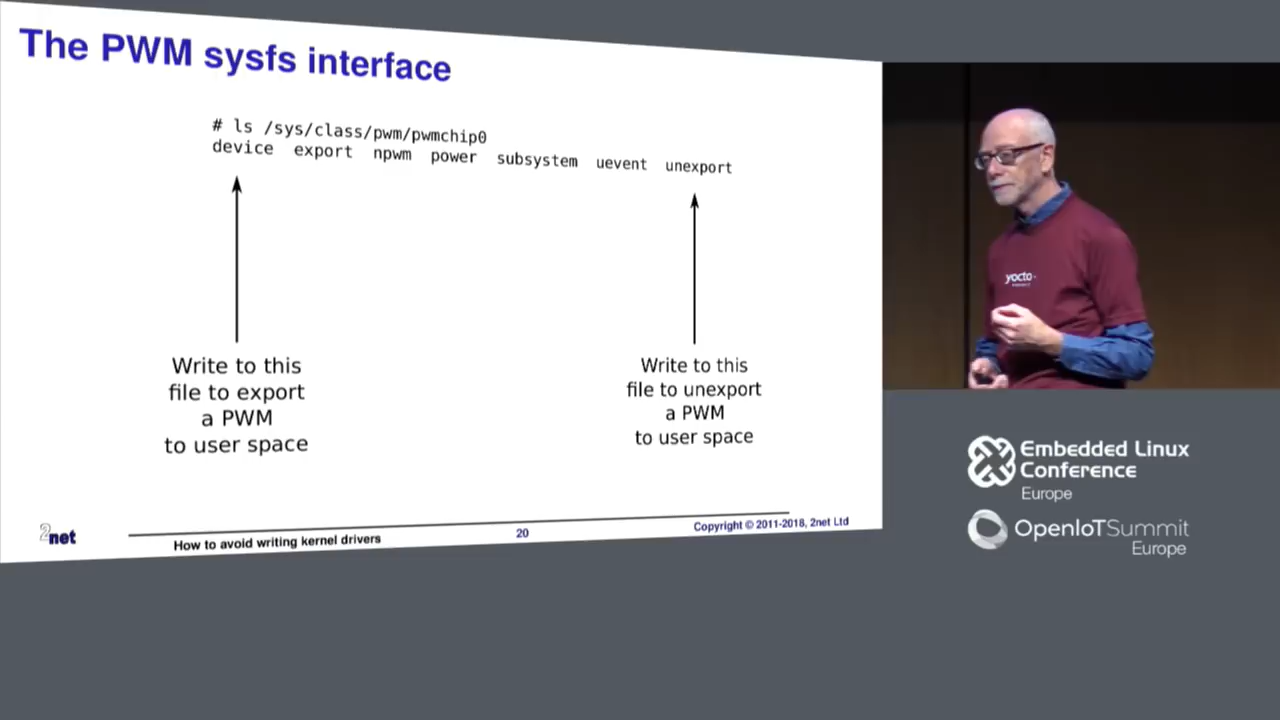 The PWM sysfs interface
# ls /sys/class/pwm/pwmchip0
device export npwm power subsystem uevent unexport
Write to this
file to export
a PWM
to user space
Write to this
file to unexport
a PWM
to user space
2net
How to avoid writing kernel drivers
20
Copyright © 2011-2018, 2net Ltd
yocto
Embedded Linux
Conference
Europe
OpenIoTSummit
Europe